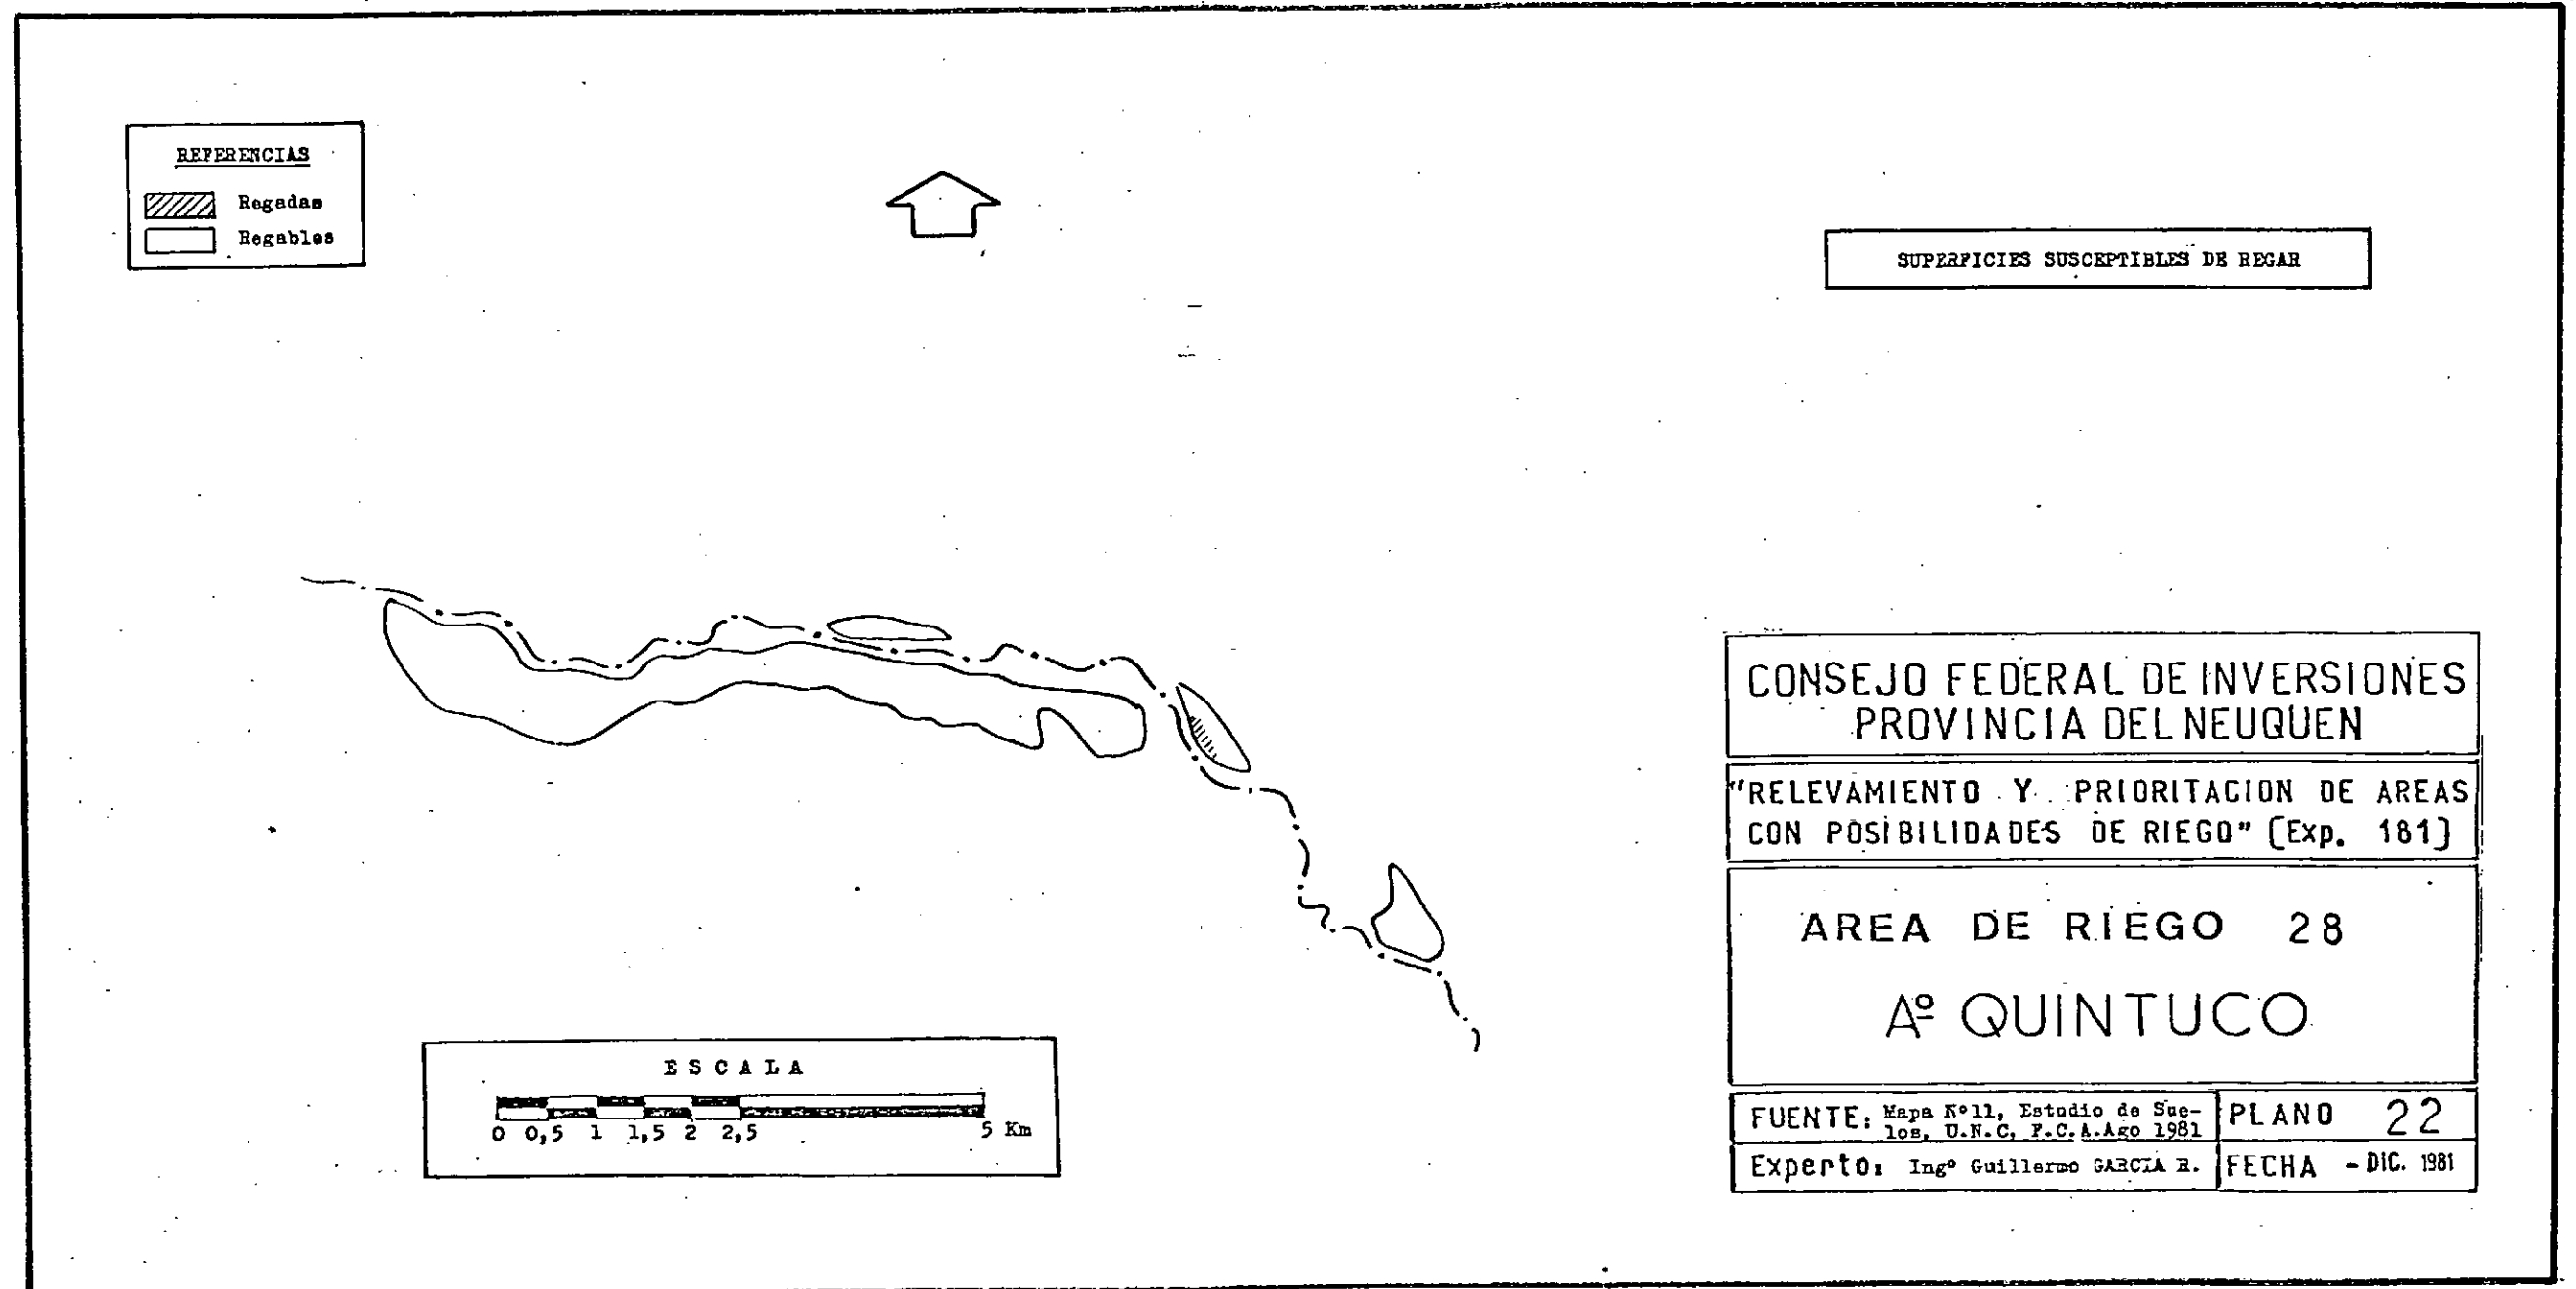 REFERENCIAS
Regadas
Regables
SUPERFICIES SUSCEPTIBLES DE REGAR
CONSEJO FEDERAL DE INVERSIONES
PROVINCIA DEL NEUQUEN
"RELEVAMIENTO Y PRIORITACION DE AREAS
CON POSIBILIDADES DE RIEGO" (Exp. 181)
AREA DE RIEGO 28
Aº QUINTUCO
ESCALA
0 0,5 1 1,5 2 2,5 5 Km
FUENTE: Mapa Nº11, Estudio de Sue-
los, U.N.C, F.C.A. Ago 1981
PLANO 22
Experto: Ingº Guillermo GARCIA R.
FECHA - DIC. 1981